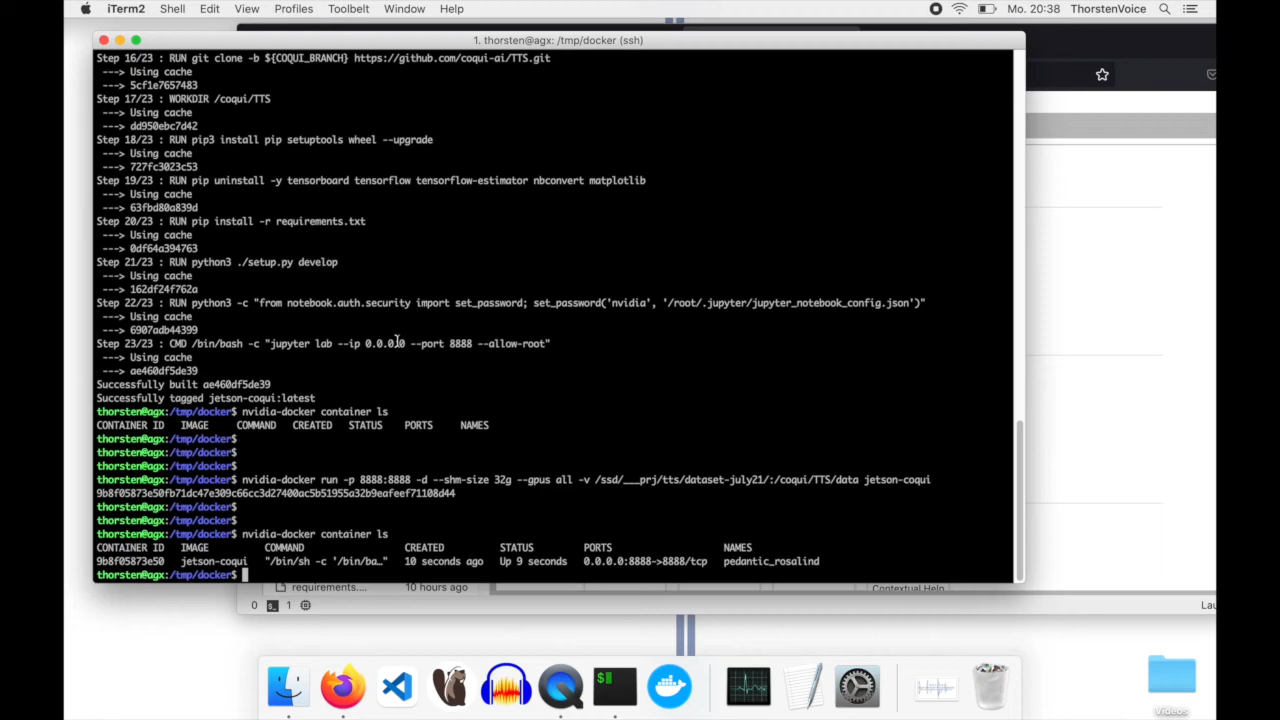 iTerm2 Shell Edit View Profiles Toolbelt Window Help Mo. 20:38 ThorstenVoice
1. thorsten@agx: /tmp/docker (ssh)
Step 16/23 : RUN git clone -b ${COQUI_BRANCH} https://github.com/coqui-ai/TTS.git
---> Using cache
---> 5cf1e7657483
Step 17/23 : WORKDIR /coqui/TTS
---> Using cache
---> dd950ebc7d42
Step 18/23 : RUN pip3 install pip setuptools wheel --upgrade
---> Using cache
---> 727fc3023c53
Step 19/23 : RUN pip uninstall -y tensorboard tensorflow tensorflow-estimator nbconvert matplotlib
---> Using cache
---> 63fbd80a839d
Step 20/23 : RUN pip install -r requirements.txt
---> Using cache
---> 0df64a394763
Step 21/23 : RUN python3 ./setup.py develop
---> Using cache
---> 162df24f762a
Step 22/23 : RUN python3 -c "from notebook.auth.security import set_password; set_password('nvidia', '/root/.jupyter/jupyter_notebook_config.json')"
---> Using cache
---> 6907adb44399
Step 23/23 : CMD /bin/bash -c "jupyter lab --ip 0.0.0.0 --port 8888 --allow-root"
---> Using cache
---> ae460df5de39
Successfully built ae460df5de39
Successfully tagged jetson-coqui:latest
thorsten@agx:/tmp/docker$ nvidia-docker container ls
CONTAINER ID IMAGE COMMAND CREATED STATUS PORTS NAMES
thorsten@agx:/tmp/docker$
thorsten@agx:/tmp/docker$
thorsten@agx:/tmp/docker$
thorsten@agx:/tmp/docker$ nvidia-docker run -p 8888:8888 -d --shm-size 32g --gpus all -v /ssd/___prj/tts/dataset-july21/:/coqui/TTS/data jetson-coqui
9b8f05873e50fb71dc47e309c66cc3d27400ac5b51955a32b9eafeef71108d44
thorsten@agx:/tmp/docker$
thorsten@agx:/tmp/docker$
thorsten@agx:/tmp/docker$ nvidia-docker container ls
CONTAINER ID IMAGE COMMAND CREATED STATUS PORTS NAMES
9b8f05873e50 jetson-coqui "/bin/sh -c '/bin/ba…" 10 seconds ago Up 9 seconds 0.0.0.0:8888->8888/tcp pedantic_rosalind
thorsten@agx:/tmp/docker$
requirements.... 10 hours ago Contextual Help
0 1 Lau
Videos